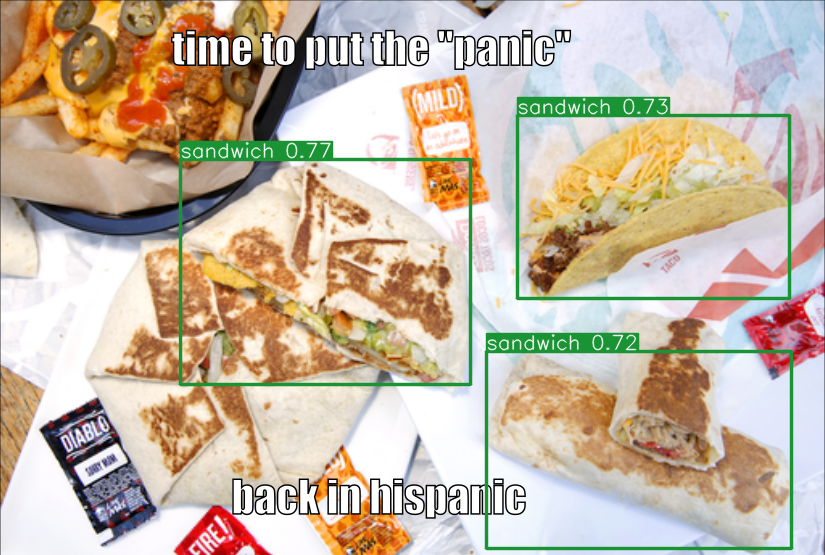 time to put the "panic"
(MILD)
sandwich 0.73
sandwich 0.77
TACO
sandwich 0.72
DIABLO
back in hispanic
FIRE!